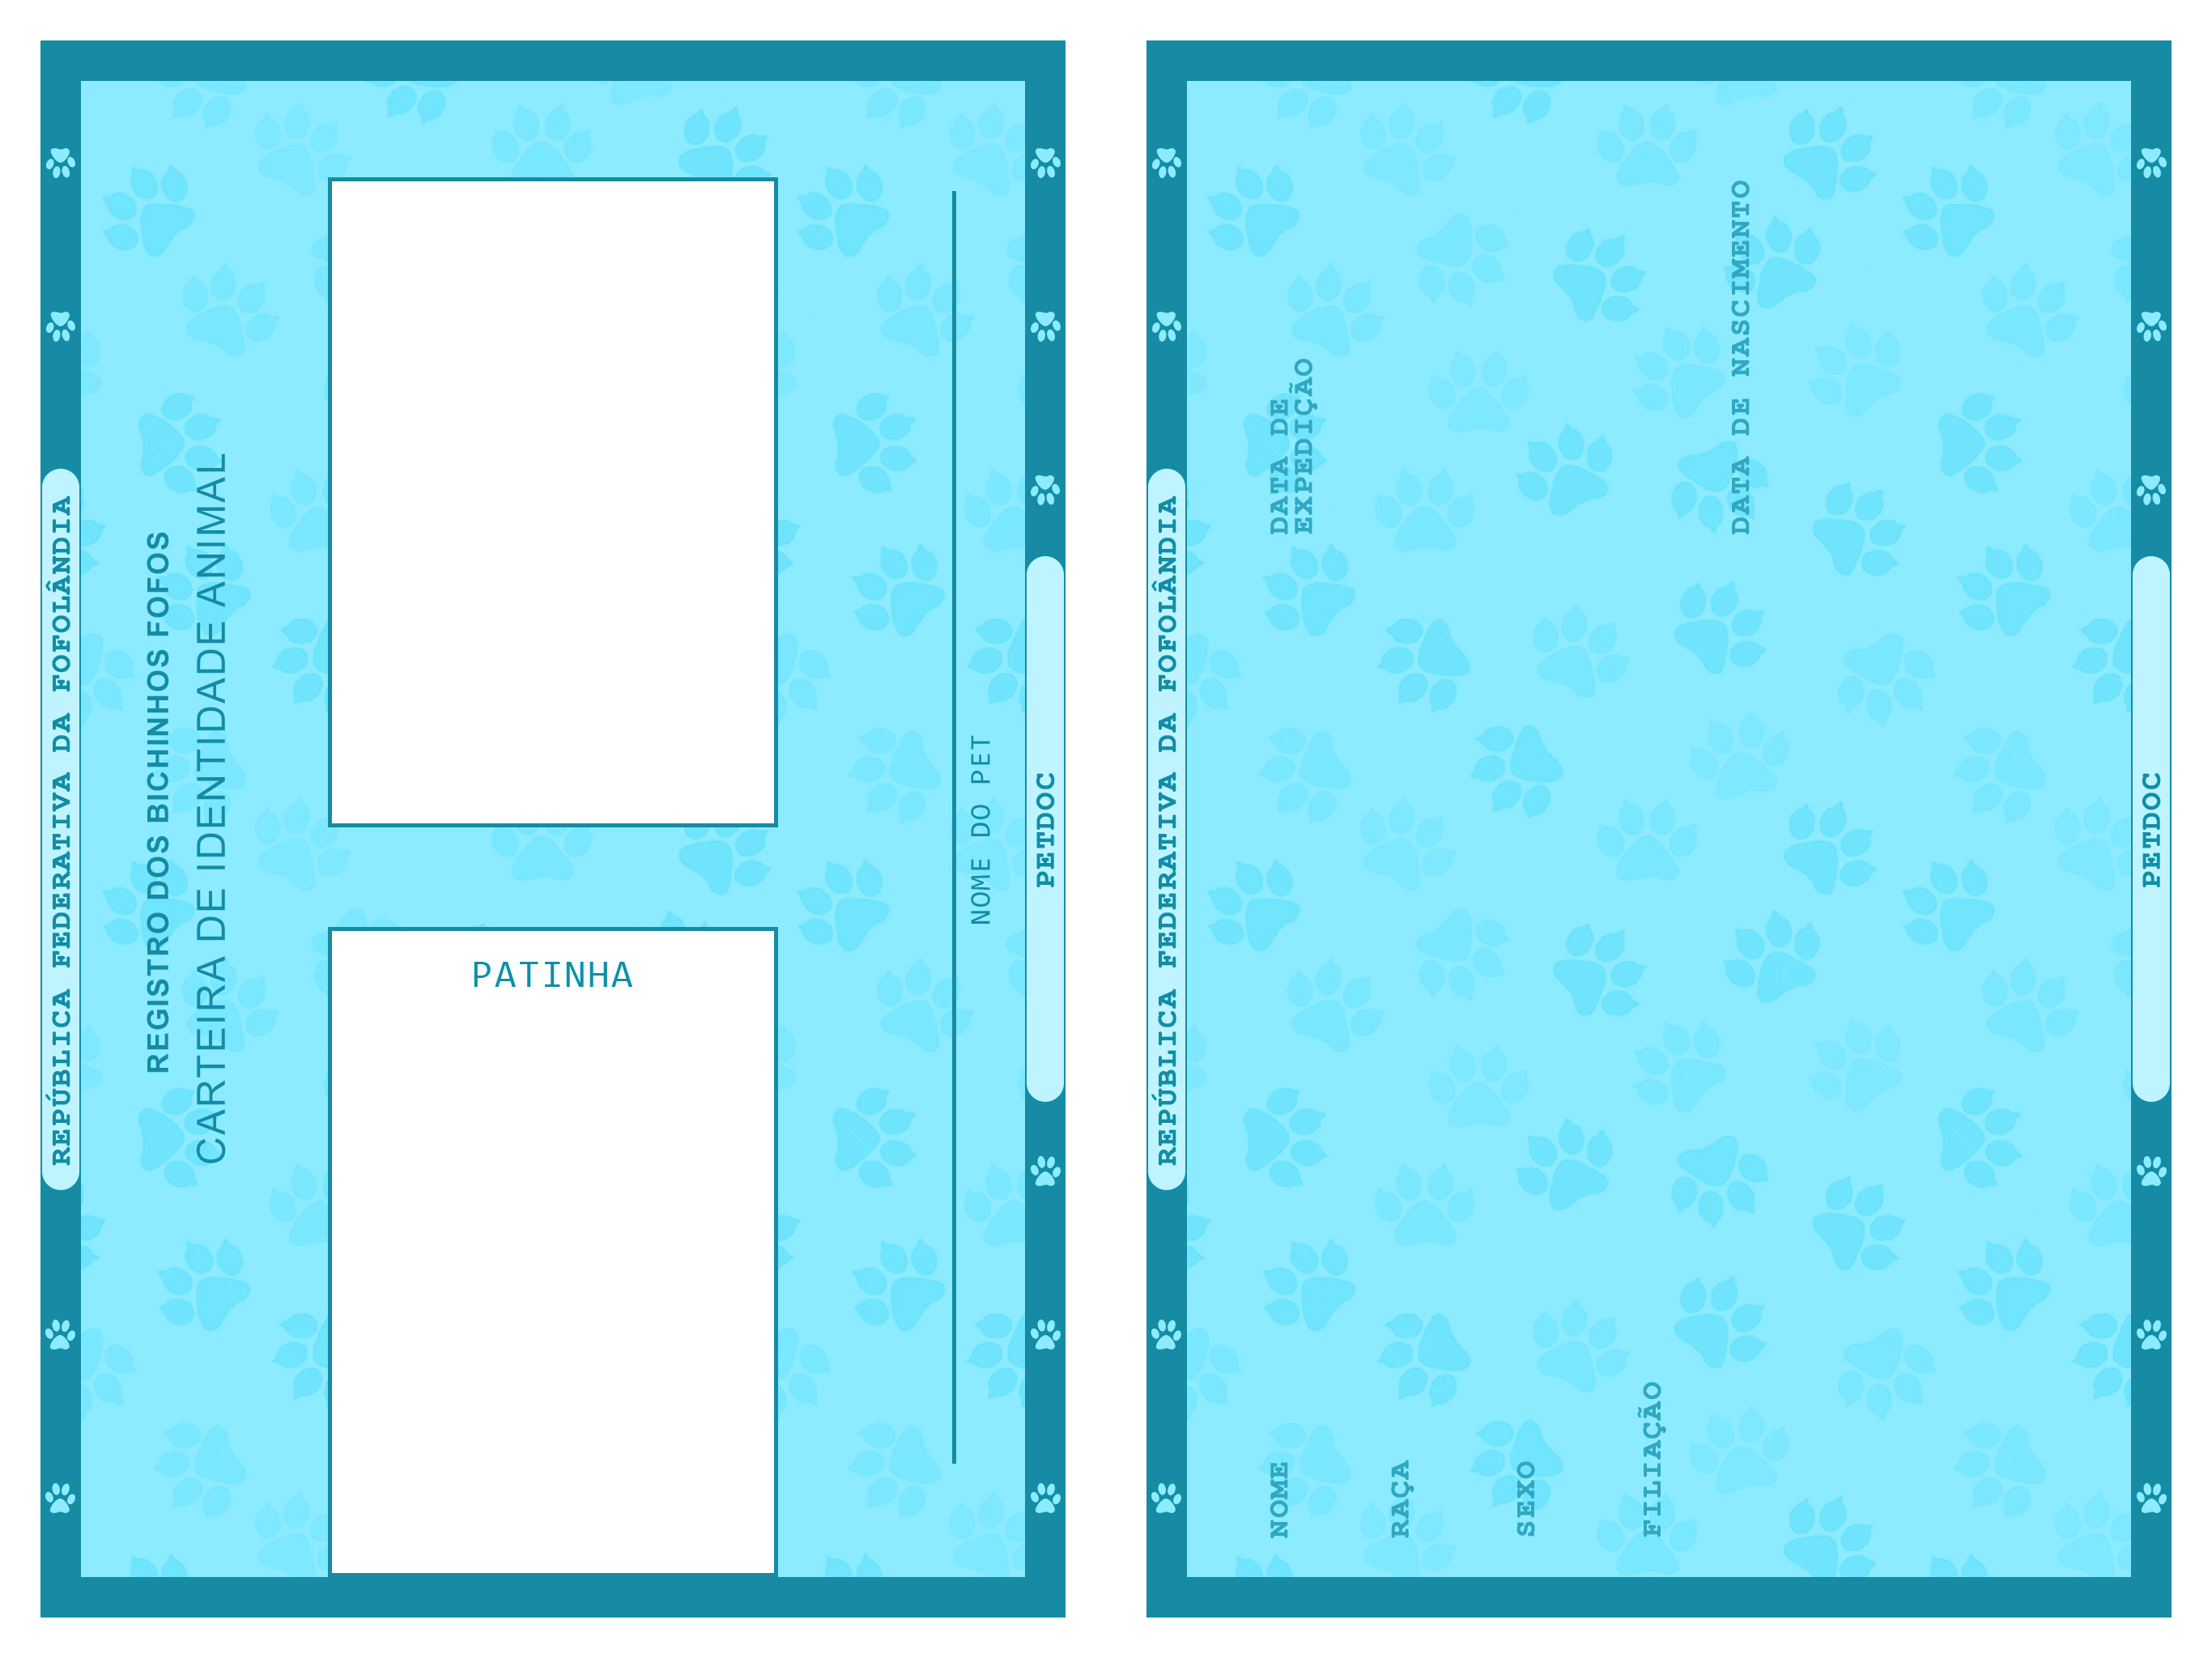 REPÚBLICA FEDERATIVA DA FOFOLÂNDIA
REGISTRO DOS BICHINHOS FOFOS
CARTEIRA DE IDENTIDADE ANIMAL
PATINHA
NOME DO PET
PETDOC
REPÚBLICA FEDERATIVA DA FOFOLÂNDIA
NOME
DATA DE
EXPEDIÇÃO
RAÇA
SEXO
FILIAÇÃO
DATA DE NASCIMENTO
PETDOC